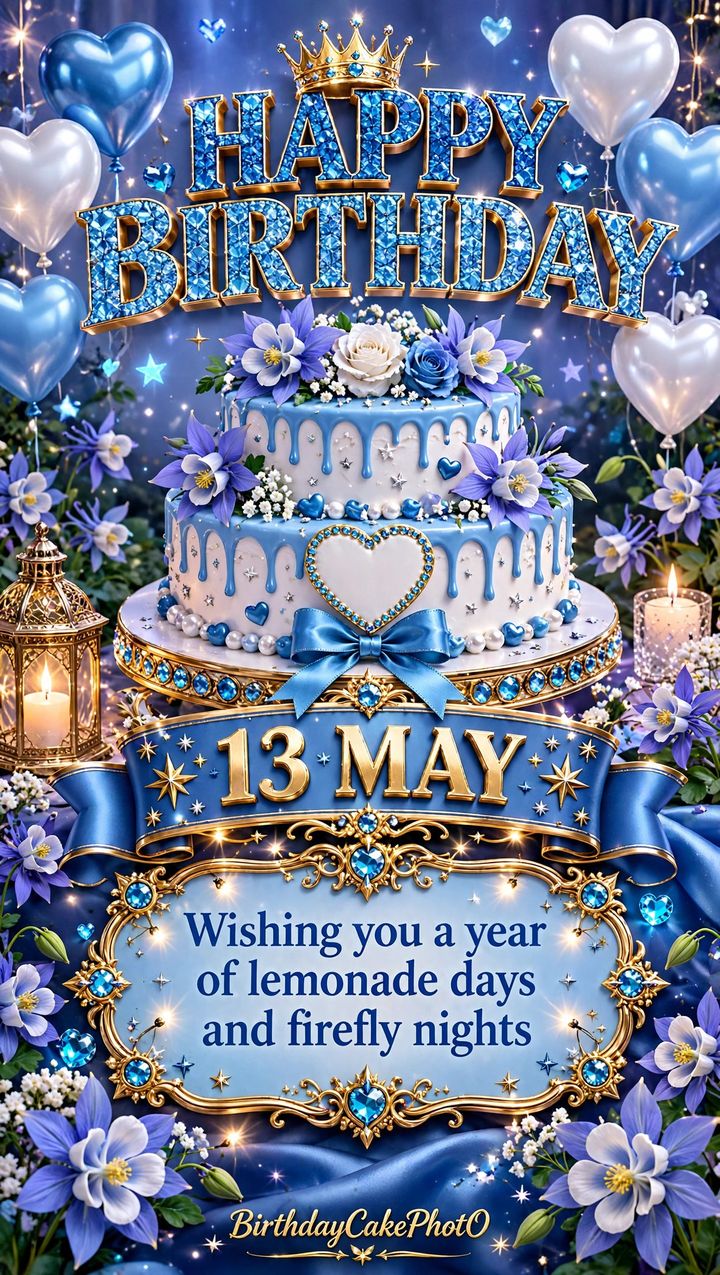 HAPPY
BIRTHDAY
13 MAY
Wishing you a year
of lemonade days
and firefly nights
BirthdayCakePhotO